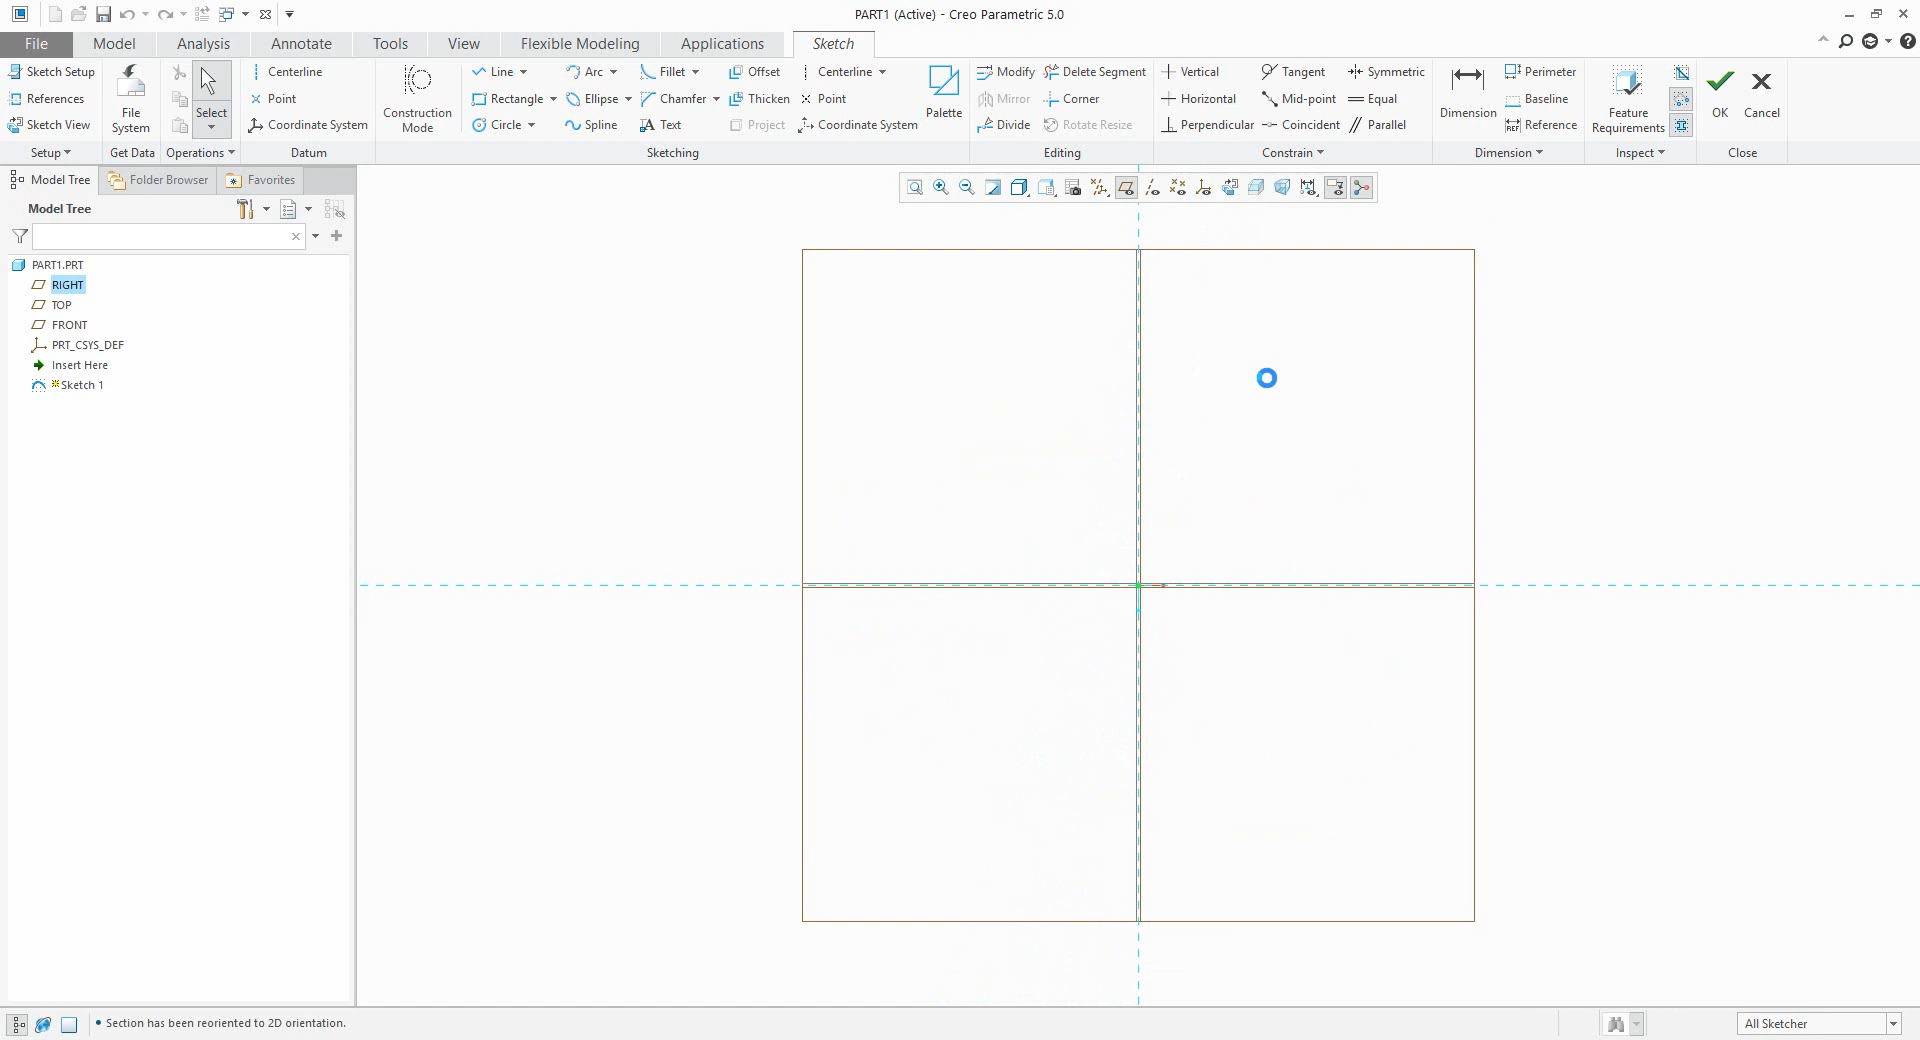 PART1 (Active) - Creo Parametric 5.0
File Model Analysis Annotate Tools View Flexible Modeling Applications Sketch
Sketch Setup
References
Sketch View
Setup
File System
Get Data
Select
Operations
Centerline
Point
Coordinate System
Datum
Construction Mode
Line
Rectangle
Circle
Arc
Ellipse
Spline
Fillet
Chamfer
Text
Offset
Thicken
Project
Centerline
Point
Coordinate System
Palette
Sketching
Modify
Mirror
Divide
Delete Segment
Corner
Rotate Resize
Editing
Vertical
Horizontal
Perpendicular
Tangent
Mid-point
Coincident
Symmetric
Equal
Parallel
Constrain
Dimension
Perimeter
Baseline
REF Reference
Dimension
Feature Requirements
Inspect
OK
Cancel
Close
Model Tree
Folder Browser
Favorites
Model Tree
PART1.PRT
RIGHT
TOP
FRONT
PRT_CSYS_DEF
Insert Here
Sketch 1
Section has been reoriented to 2D orientation.
All Sketcher